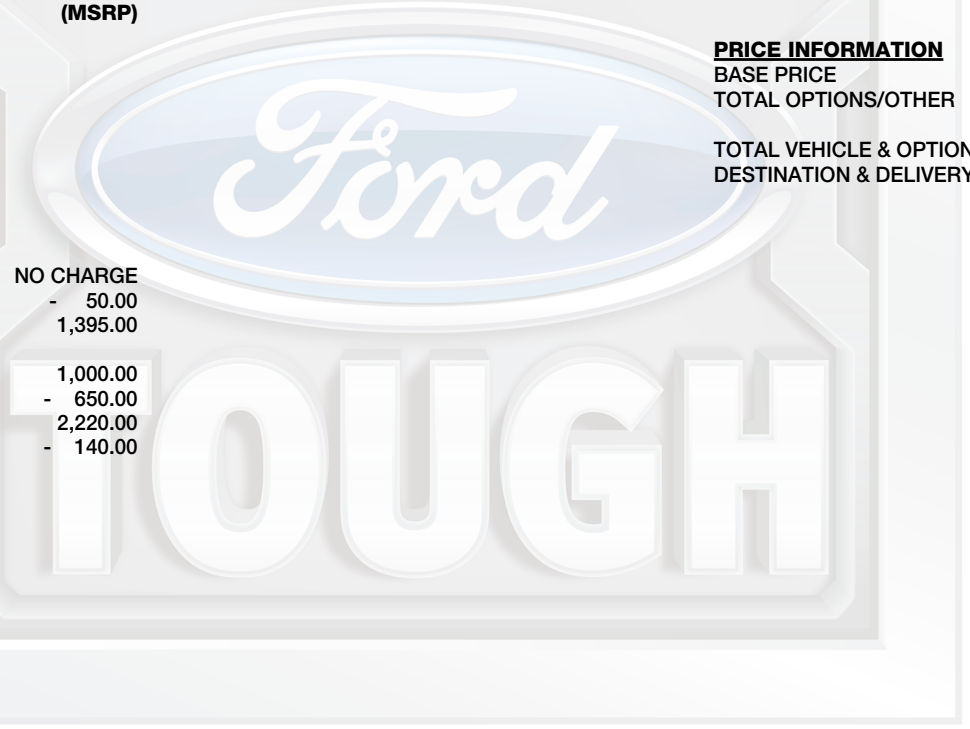 (MSRP)
PRICE INFORMATION
BASE PRICE
TOTAL OPTIONS/OTHER
TOTAL VEHICLE & OPTION
DESTINATION & DELIVERY
NO CHARGE
- 50.00
1,395.00
1,000.00
- 650.00
2,220.00
- 140.00
Ford
TOUGH